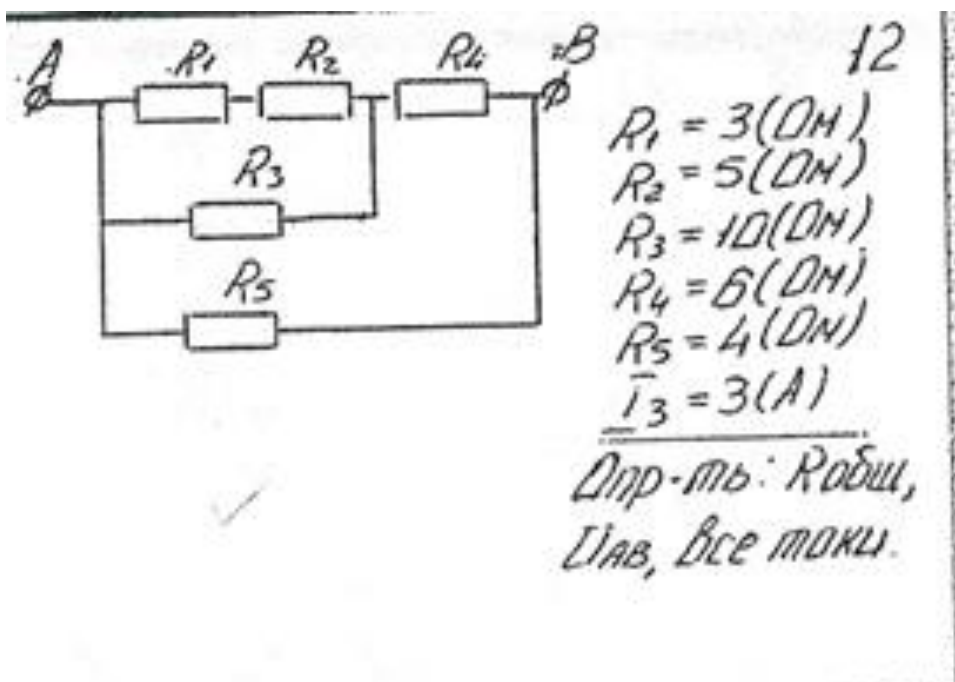 12
A R1 R2 R4 B
R3
R5
R1 = 3(Ом)
R2 = 5(Ом)
R3 = 10(Ом)
R4 = 6(Ом)
R5 = 4(Ом)
I3 = 3(А)
Опр-ть: Rобщ,
UАВ, все токи.